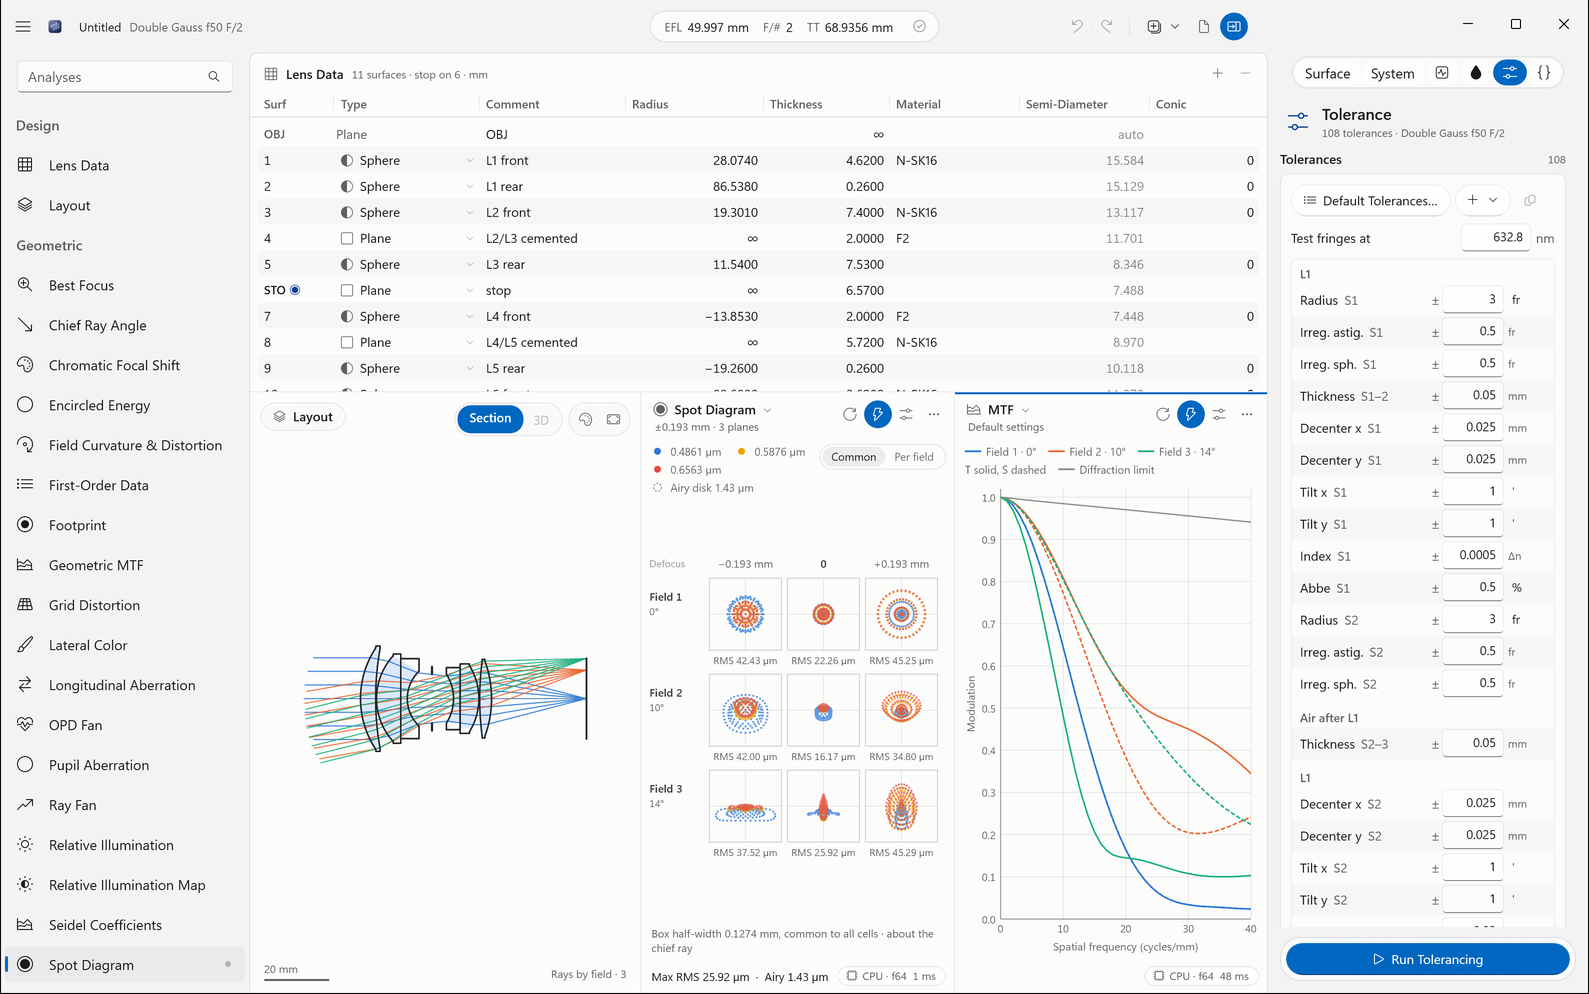 Untitled Double Gauss f50 F/2
EFL 49.997 mm F/# 2 TT 68.9356 mm
Analyses
Design
Lens Data
Layout
Geometric
Best Focus
Chief Ray Angle
Chromatic Focal Shift
Encircled Energy
Field Curvature & Distortion
First-Order Data
Footprint
Geometric MTF
Grid Distortion
Lateral Color
Longitudinal Aberration
OPD Fan
Pupil Aberration
Ray Fan
Relative Illumination
Relative Illumination Map
Seidel Coefficients
Spot Diagram
Lens Data 11 surfaces · stop on 6 · mm
Surf Type Comment Radius Thickness Material Semi-Diameter Conic
OBJ Plane OBJ ∞ auto
1 Sphere L1 front 28.0740 4.6200 N-SK16 15.584 0
2 Sphere L1 rear 86.5380 0.2600 15.129 0
3 Sphere L2 front 19.3010 7.4000 N-SK16 13.117 0
4 Plane L2/L3 cemented ∞ 2.0000 F2 11.701
5 Sphere L3 rear 11.5400 7.5300 8.346 0
STO Plane stop ∞ 6.5700 7.488
7 Sphere L4 front −13.8530 2.0000 F2 7.448 0
8 Plane L4/L5 cemented ∞ 5.7200 N-SK16 8.970
9 Sphere L5 rear −19.2600 0.2600 10.118 0
Layout
Section 3D
20 mm
Rays by field · 3
Spot Diagram
±0.193 mm · 3 planes
0.4861 µm 0.5876 µm
0.6563 µm
Airy disk 1.43 µm
Common Per field
Defocus −0.193 mm 0 +0.193 mm
Field 1
0°
RMS 42.43 µm RMS 22.26 µm RMS 45.25 µm
Field 2
10°
RMS 42.00 µm RMS 16.17 µm RMS 34.80 µm
Field 3
14°
RMS 37.52 µm RMS 25.92 µm RMS 45.29 µm
Box half-width 0.1274 mm, common to all cells · about the
chief ray
Max RMS 25.92 µm · Airy 1.43 µm CPU · f64 1 ms
MTF
Default settings
Field 1 · 0° Field 2 · 10° Field 3 · 14°
T solid, S dashed Diffraction limit
1.0
0.9
0.8
0.7
0.6
0.5
0.4
0.3
0.2
0.1
0.0
Modulation
0 10 20 30 40
Spatial frequency (cycles/mm)
CPU · f64 48 ms
Surface System {}
Tolerance
108 tolerances · Double Gauss f50 F/2
Tolerances 108
Default Tolerances...
Test fringes at 632.8 nm
L1
Radius S1 ± 3 fr
Irreg. astig. S1 ± 0.5 fr
Irreg. sph. S1 ± 0.5 fr
Thickness S1–2 ± 0.05 mm
Decenter x S1 ± 0.025 mm
Decenter y S1 ± 0.025 mm
Tilt x S1 ± 1 ′
Tilt y S1 ± 1 ′
Index S1 ± 0.0005 Δn
Abbe S1 ± 0.5 %
Radius S2 ± 3 fr
Irreg. astig. S2 ± 0.5 fr
Irreg. sph. S2 ± 0.5 fr
Air after L1
Thickness S2–3 ± 0.05 mm
L1
Decenter x S2 ± 0.025 mm
Decenter y S2 ± 0.025 mm
Tilt x S2 ± 1 ′
Tilt y S2 ± 1 ′
Run Tolerancing